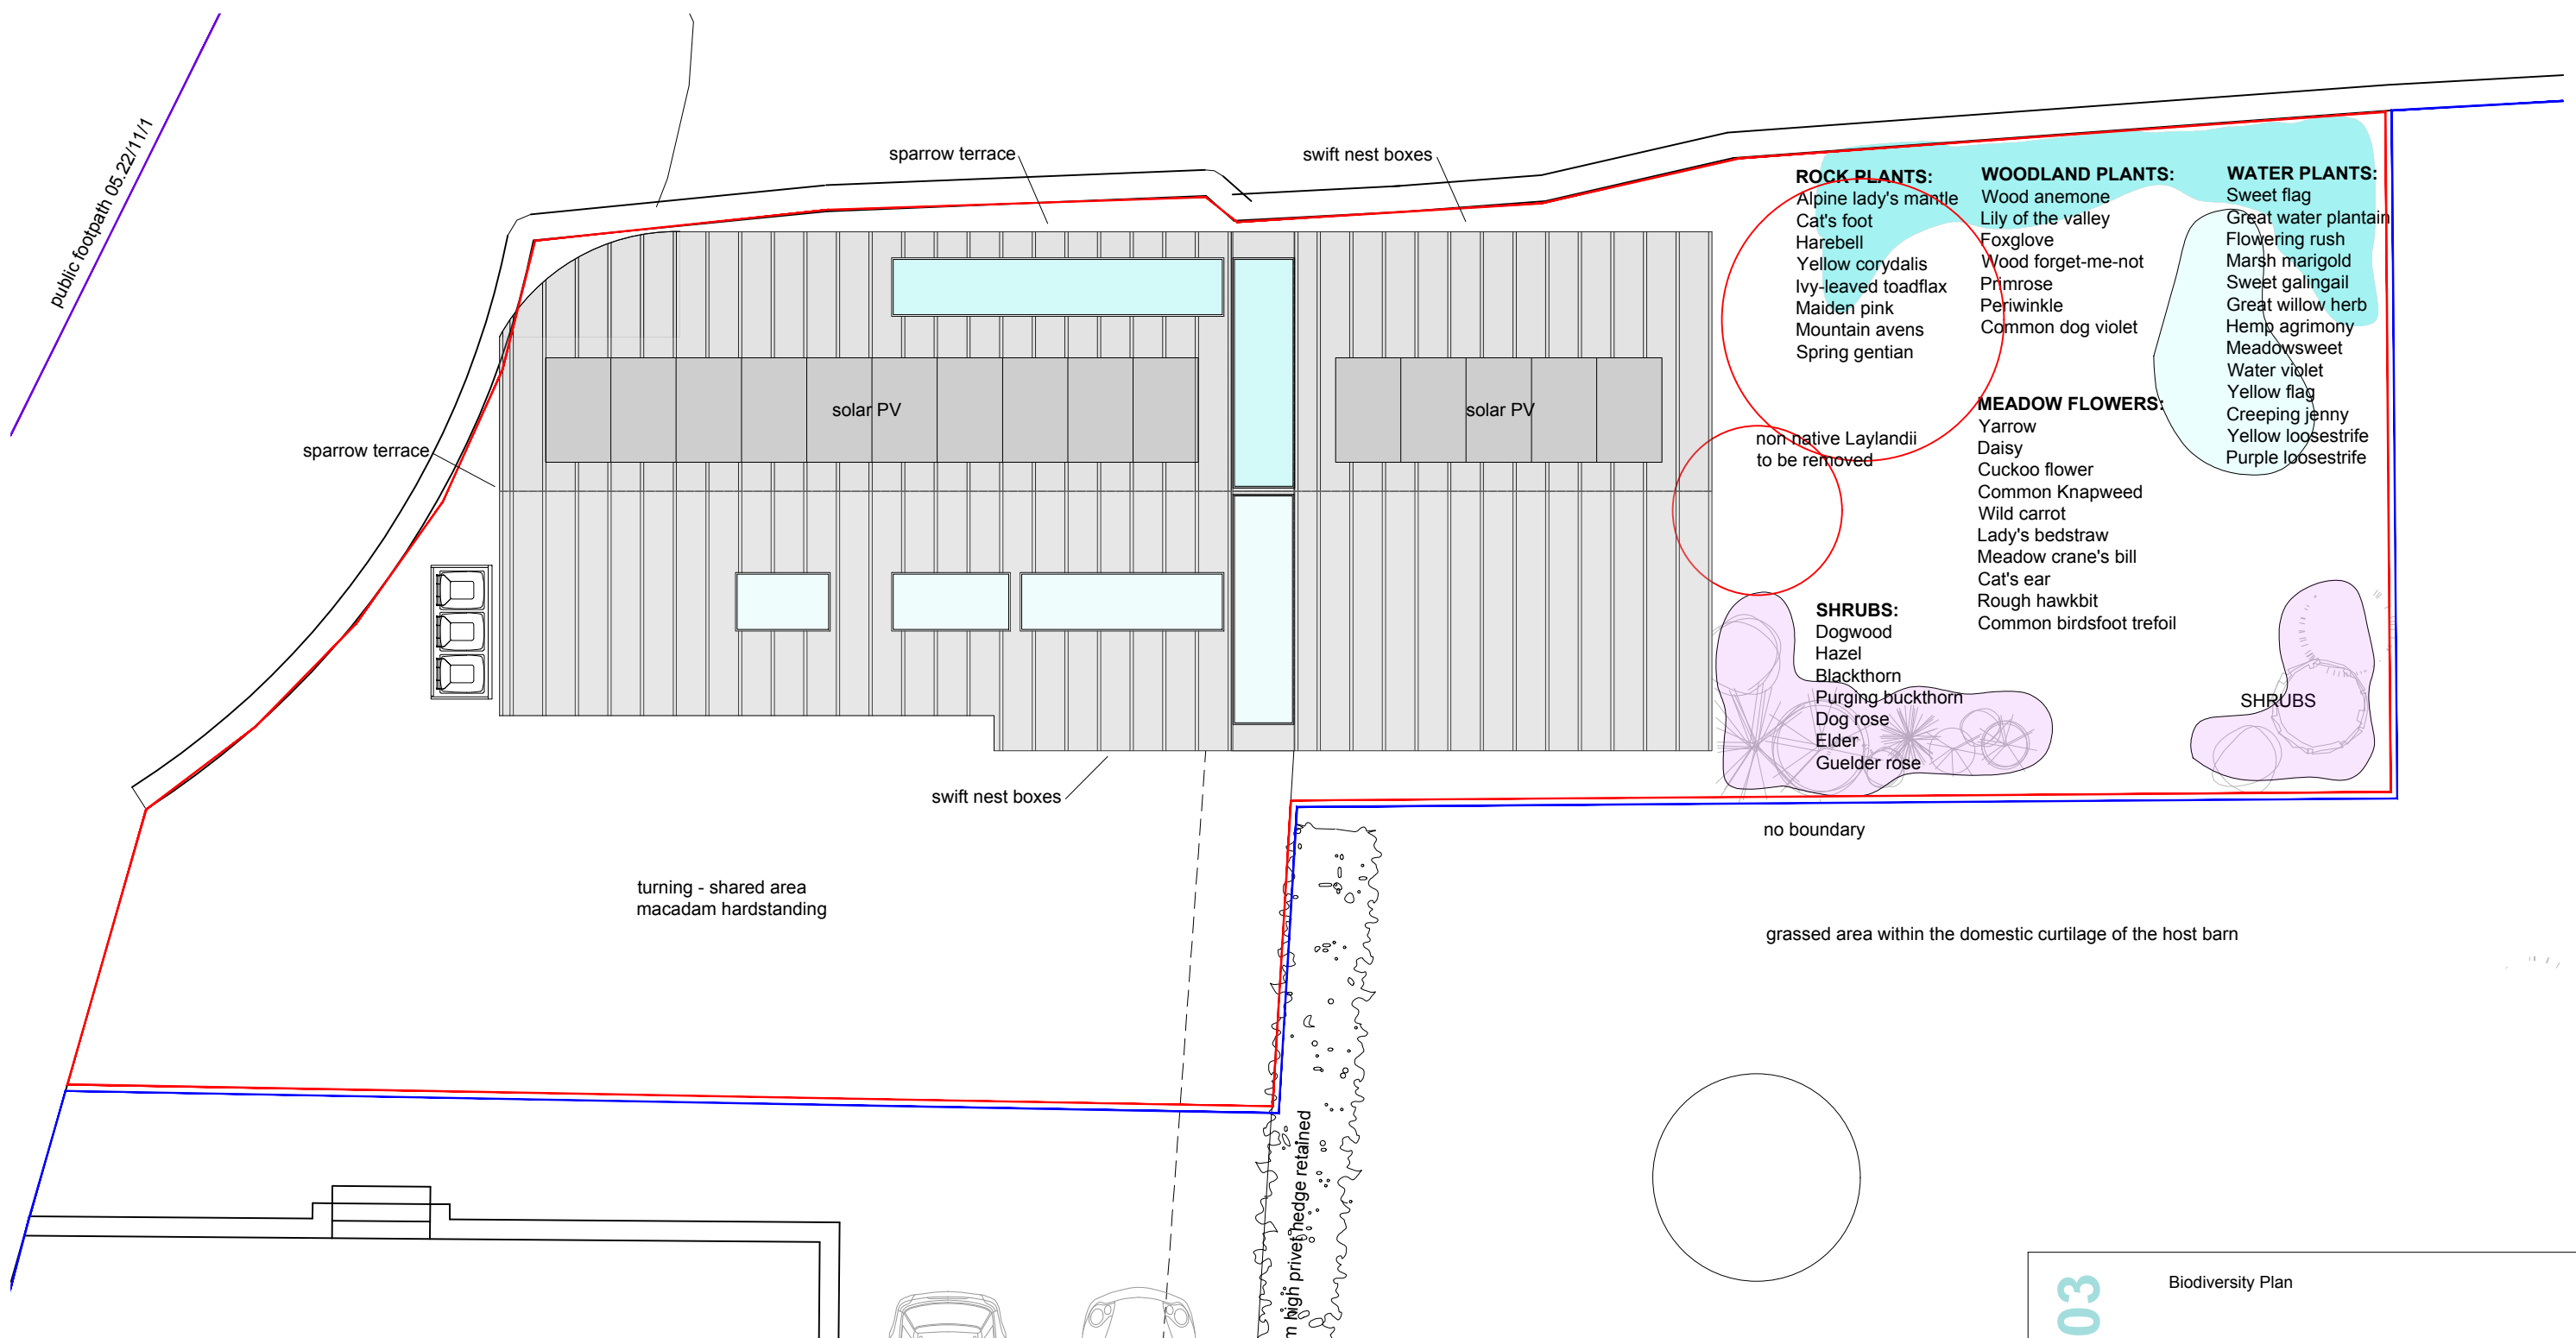 public footpath 05.22/11/1
sparrow terrace
swift nest boxes
ROCK PLANTS:
Alpine lady's mantle
Cat's foot
Harebell
Yellow corydalis
Ivy-leaved toadflax
Maiden pink
Mountain avens
Spring gentian
WOODLAND PLANTS:
Wood anemone
Lily of the valley
Foxglove
Wood forget-me-not
Primrose
Periwinkle
Common dog violet
WATER PLANTS:
Sweet flag
Great water plantain
Flowering rush
Marsh marigold
Sweet galingail
Great willow herb
Hemp agrimony
Meadowsweet
Water violet
Yellow flag
Creeping jenny
Yellow loosestrife
Purple loosestrife
solar PV
solar PV
sparrow terrace
non native Laylandii
to be removed
MEADOW FLOWERS:
Yarrow
Daisy
Cuckoo flower
Common Knapweed
Wild carrot
Lady's bedstraw
Meadow crane's bill
Cat's ear
Rough hawkbit
Common birdsfoot trefoil
SHRUBS:
Dogwood
Hazel
Blackthorn
Purging buckthorn
Dog rose
Elder
Guelder rose
SHRUBS
swift nest boxes
no boundary
turning - shared area
macadam hardstanding
grassed area within the domestic curtilage of the host barn
m high privet hedge retained
03
Biodiversity Plan